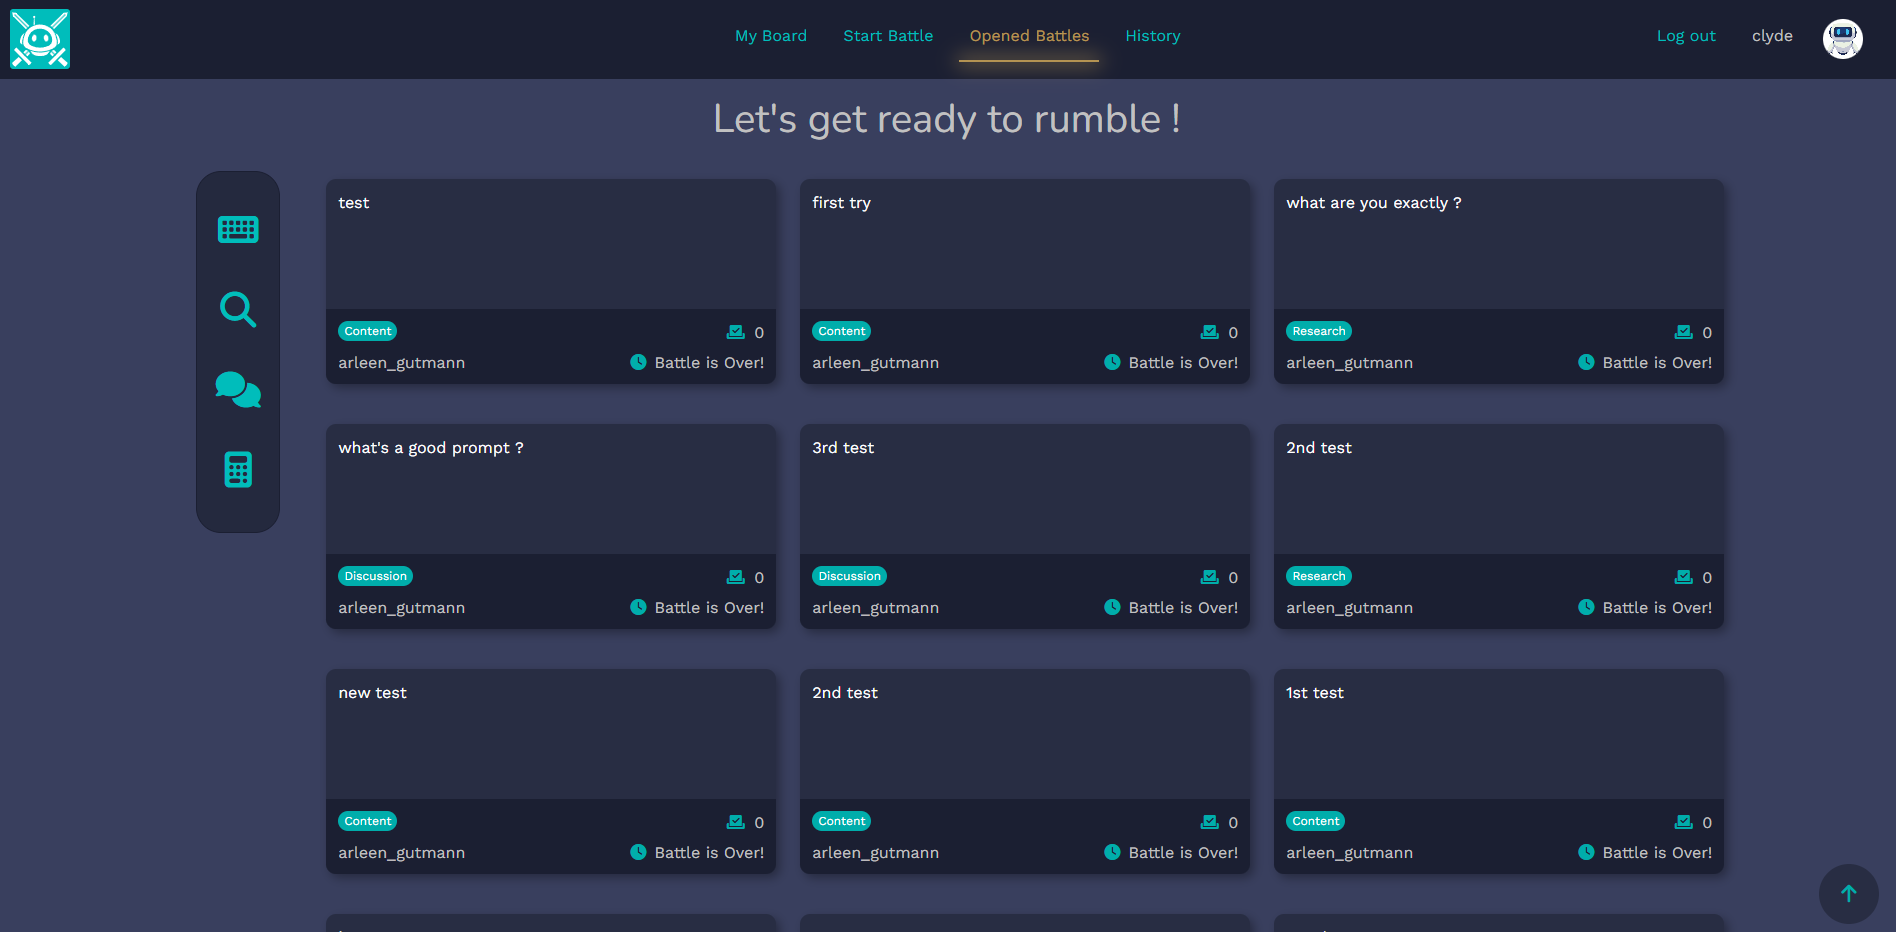 My Board Start Battle Opened Battles History Log out clyde
Let's get ready to rumble !
test
Content 0
arleen_gutmann Battle is Over!
first try
Content 0
arleen_gutmann Battle is Over!
what are you exactly ?
Research 0
arleen_gutmann Battle is Over!
what's a good prompt ?
Discussion 0
arleen_gutmann Battle is Over!
3rd test
Discussion 0
arleen_gutmann Battle is Over!
2nd test
Research 0
arleen_gutmann Battle is Over!
new test
Content 0
arleen_gutmann Battle is Over!
2nd test
Content 0
arleen_gutmann Battle is Over!
1st test
Content 0
arleen_gutmann Battle is Over!